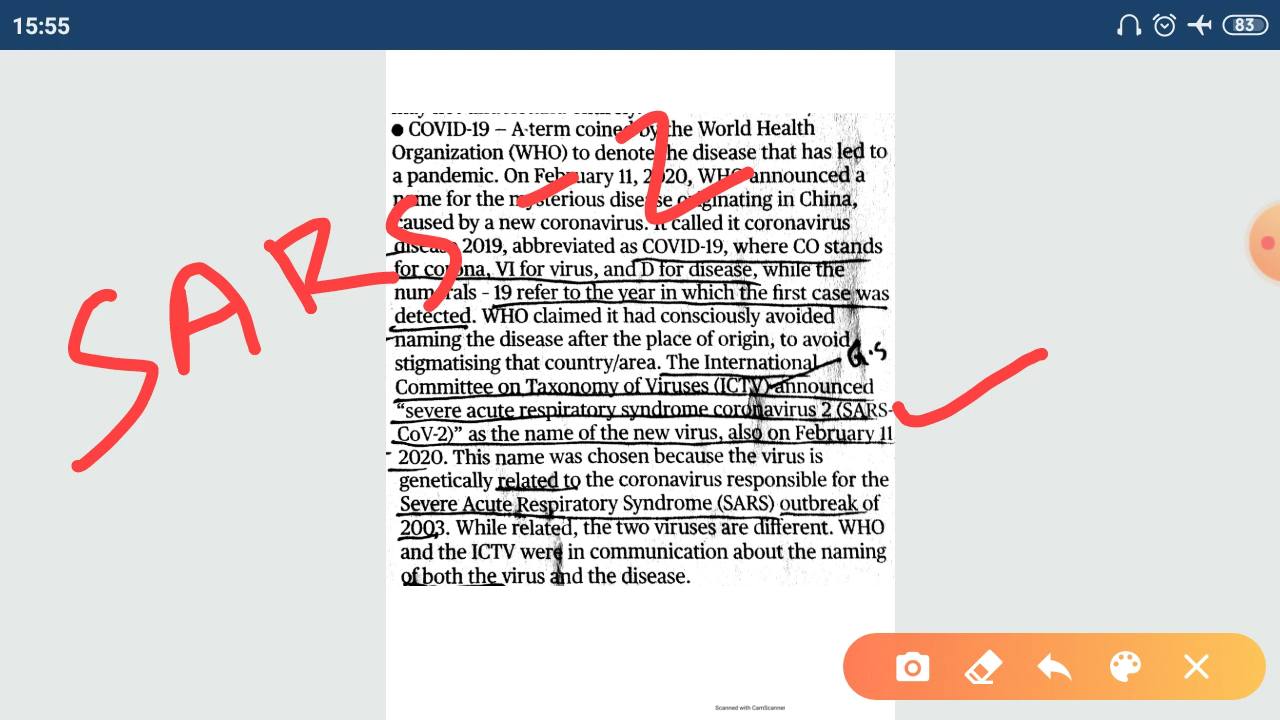 15:55
83
● COVID-19 – A term coined by the World Health
Organization (WHO) to denote the disease that has led to
a pandemic. On February 11, 2020, WHO announced a
name for the mysterious disease originating in China,
caused by a new coronavirus. It called it coronavirus
disease 2019, abbreviated as COVID-19, where CO stands
for corona, VI for virus, and D for disease, while the
numerals - 19 refer to the year in which the first case was
detected. WHO claimed it had consciously avoided
naming the disease after the place of origin, to avoid
stigmatising that country/area. The International
Committee on Taxonomy of Viruses (ICTV) announced
“severe acute respiratory syndrome coronavirus 2 (SARS-
CoV-2)” as the name of the new virus, also on February 11
2020. This name was chosen because the virus is
genetically related to the coronavirus responsible for the
Severe Acute Respiratory Syndrome (SARS) outbreak of
2003. While related, the two viruses are different. WHO
and the ICTV were in communication about the naming
of both the virus and the disease.
SARS - 2
Scanned with CamScanner